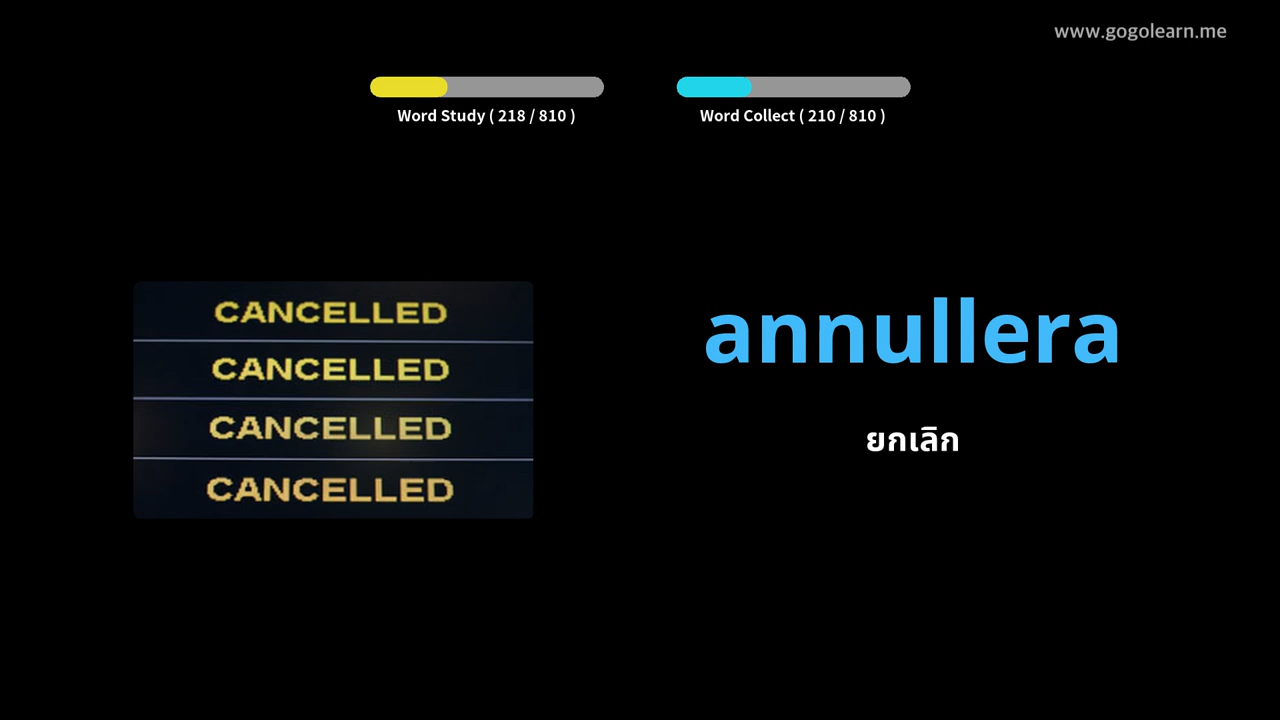 www.gogolearn.me
Word Study ( 218 / 810 )
Word Collect ( 210 / 810 )
CANCELLED
CANCELLED
CANCELLED
CANCELLED
annullera
ยกเลิก